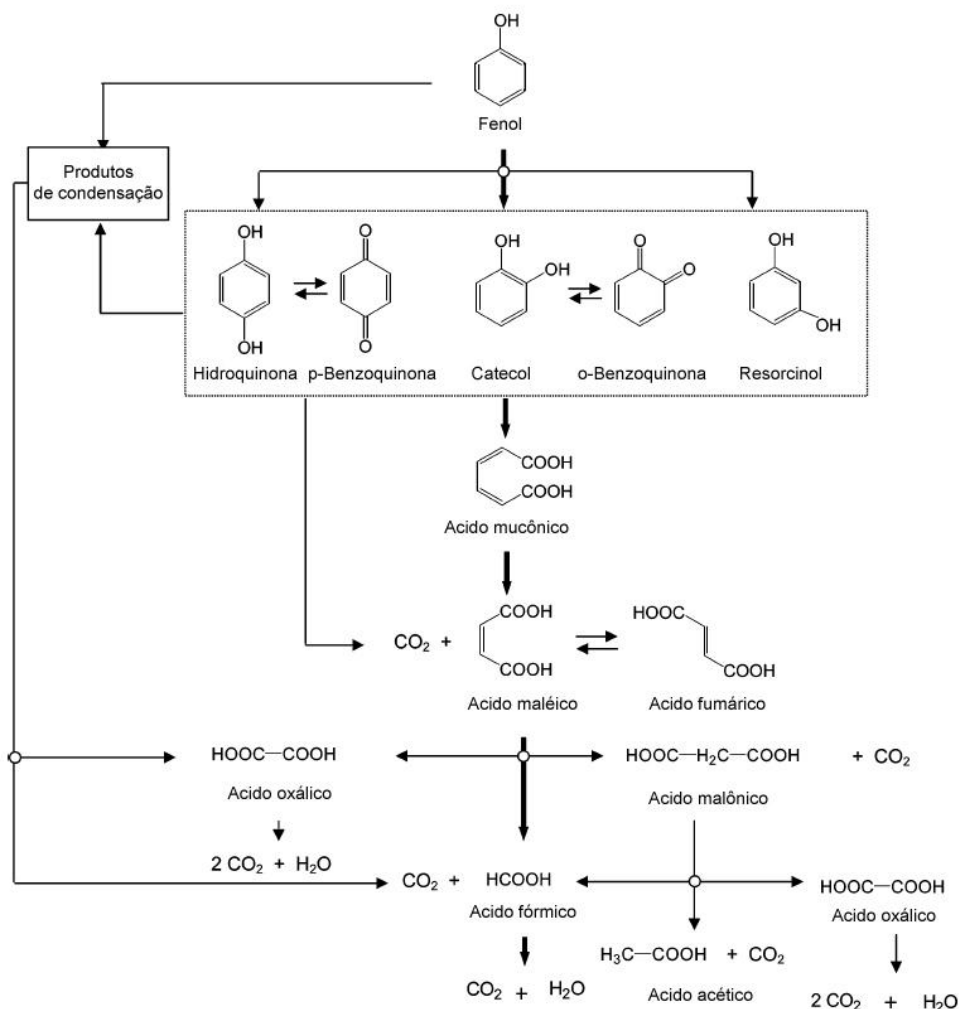 OH
Fenol
Produtos
de condensação
OH
OH
Hidroquinona
O
O
p-Benzoquinona
OH
OH
Catecol
O
O
o-Benzoquinona
OH
OH
Resorcinol
COOH
COOH
Acido mucônico
CO2 +
COOH
COOH
Acido maléico
HOOC
COOH
Acido fumárico
HOOC—COOH
Acido oxálico
2 CO2 + H2O
HOOC—H2C—COOH + CO2
Acido malônico
CO2 + HCOOH
Acido fórmico
CO2 + H2O
H3C—COOH + CO2
Acido acético
HOOC—COOH
Acido oxálico
2 CO2 + H2O